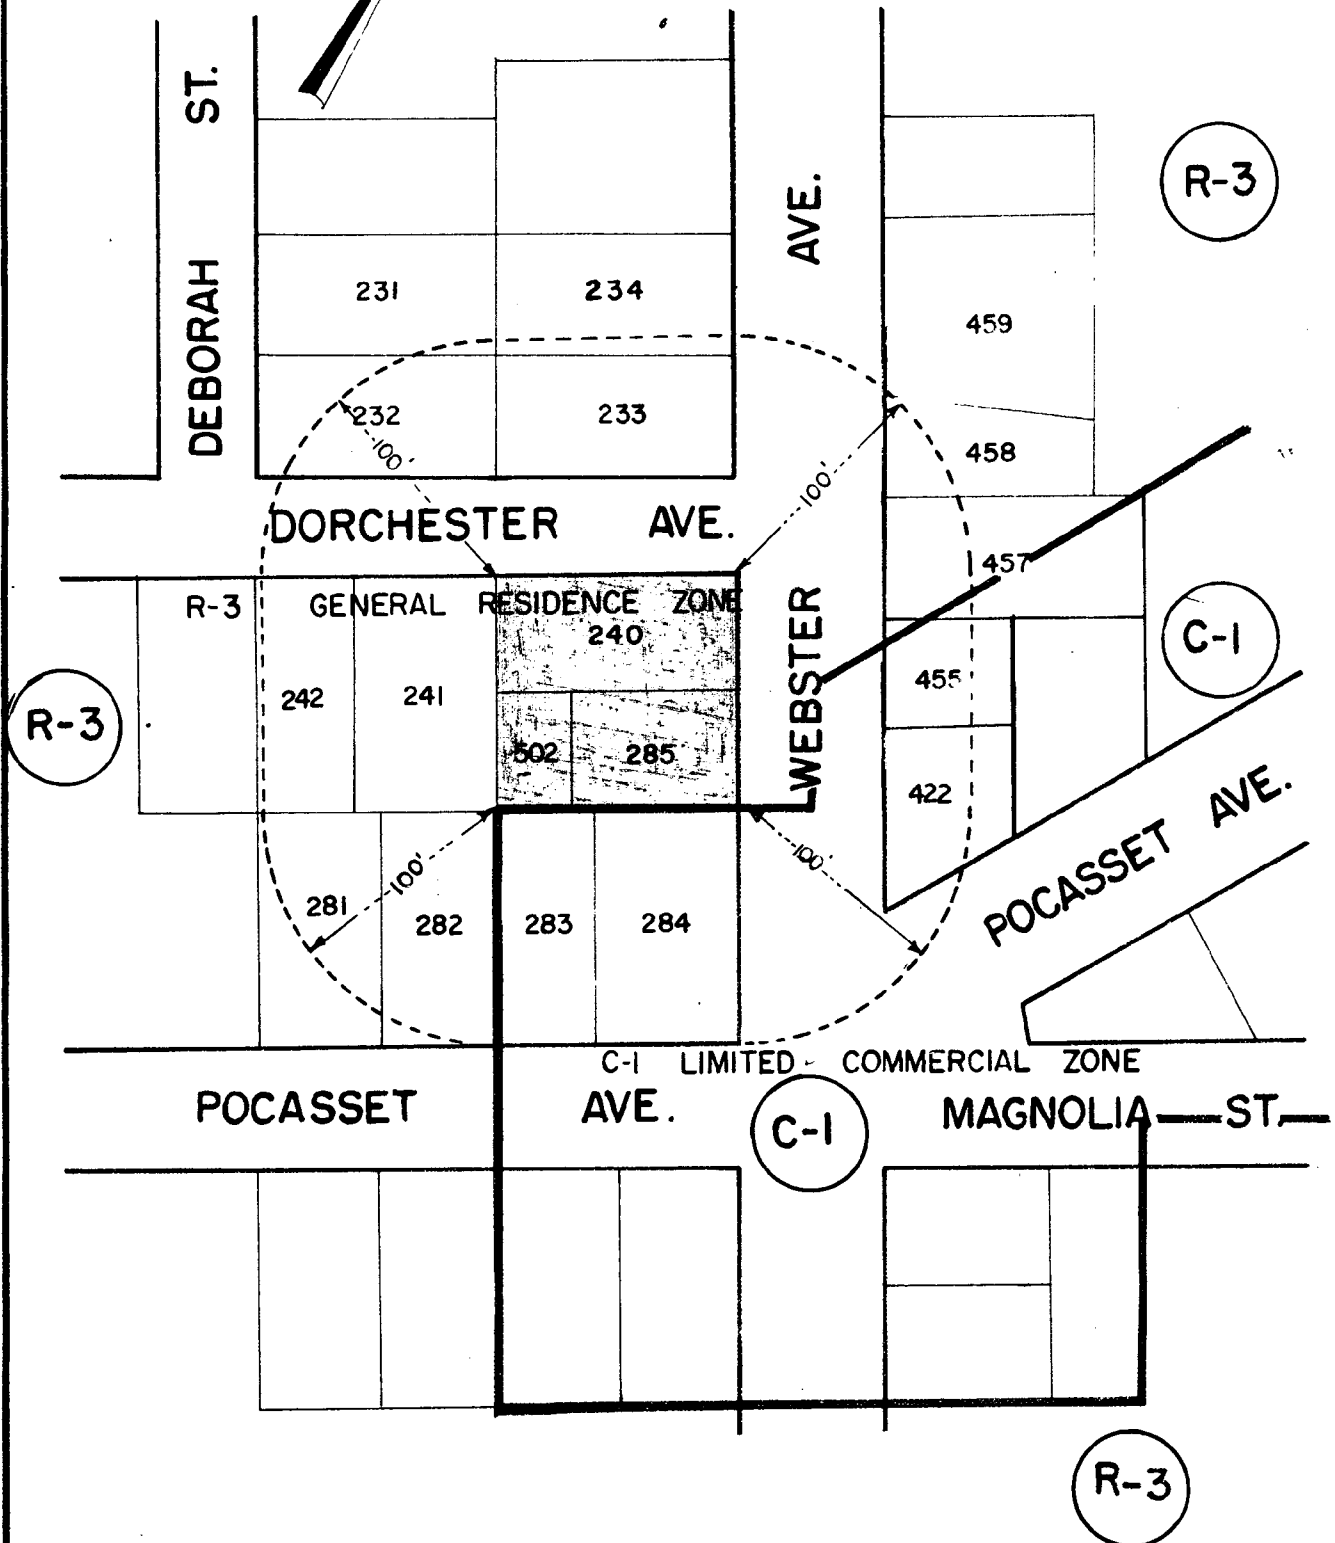 DEBORAH ST.
AVE.
R-3
231
234
459
232
233
100'
100'
458
DORCHESTER AVE.
457
R-3 GENERAL RESIDENCE ZONE
240
WEBSTER
C-1
242
241
455
R-3
502
285
422
POCASSET AVE.
100'
100'
281
282
283
284
C-1 LIMITED COMMERCIAL ZONE
POCASSET AVE.
C-1
MAGNOLIA ST.
R-3